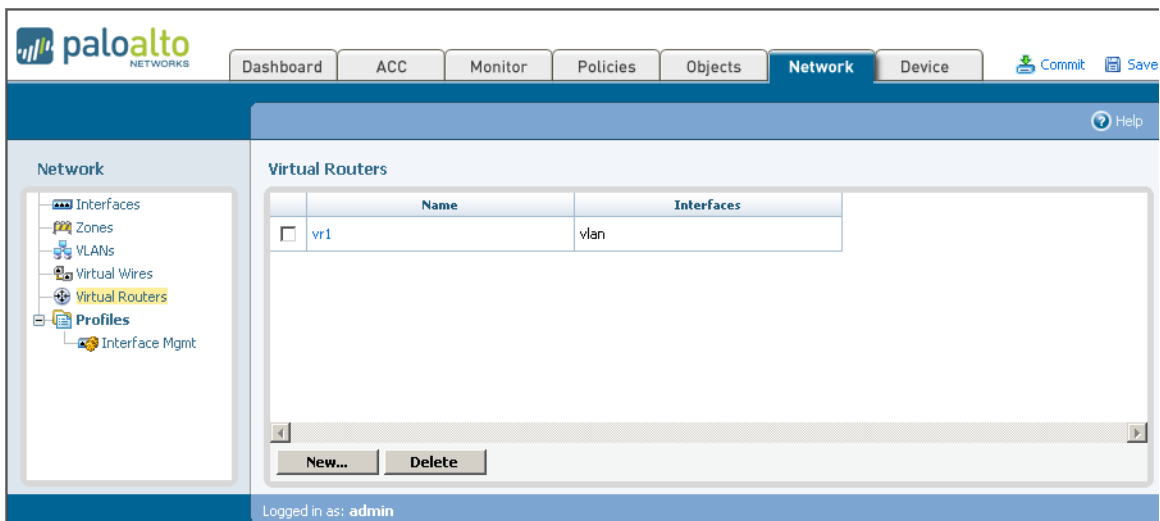 paloalto
NETWORKS
Dashboard
ACC
Monitor
Policies
Objects
Network
Device
Commit
Save
Help
Network
Interfaces
Zones
VLANs
Virtual Wires
Virtual Routers
Profiles
Interface Mgmt
Virtual Routers
Name Interfaces
vr1 vlan
New... Delete
Logged in as: admin